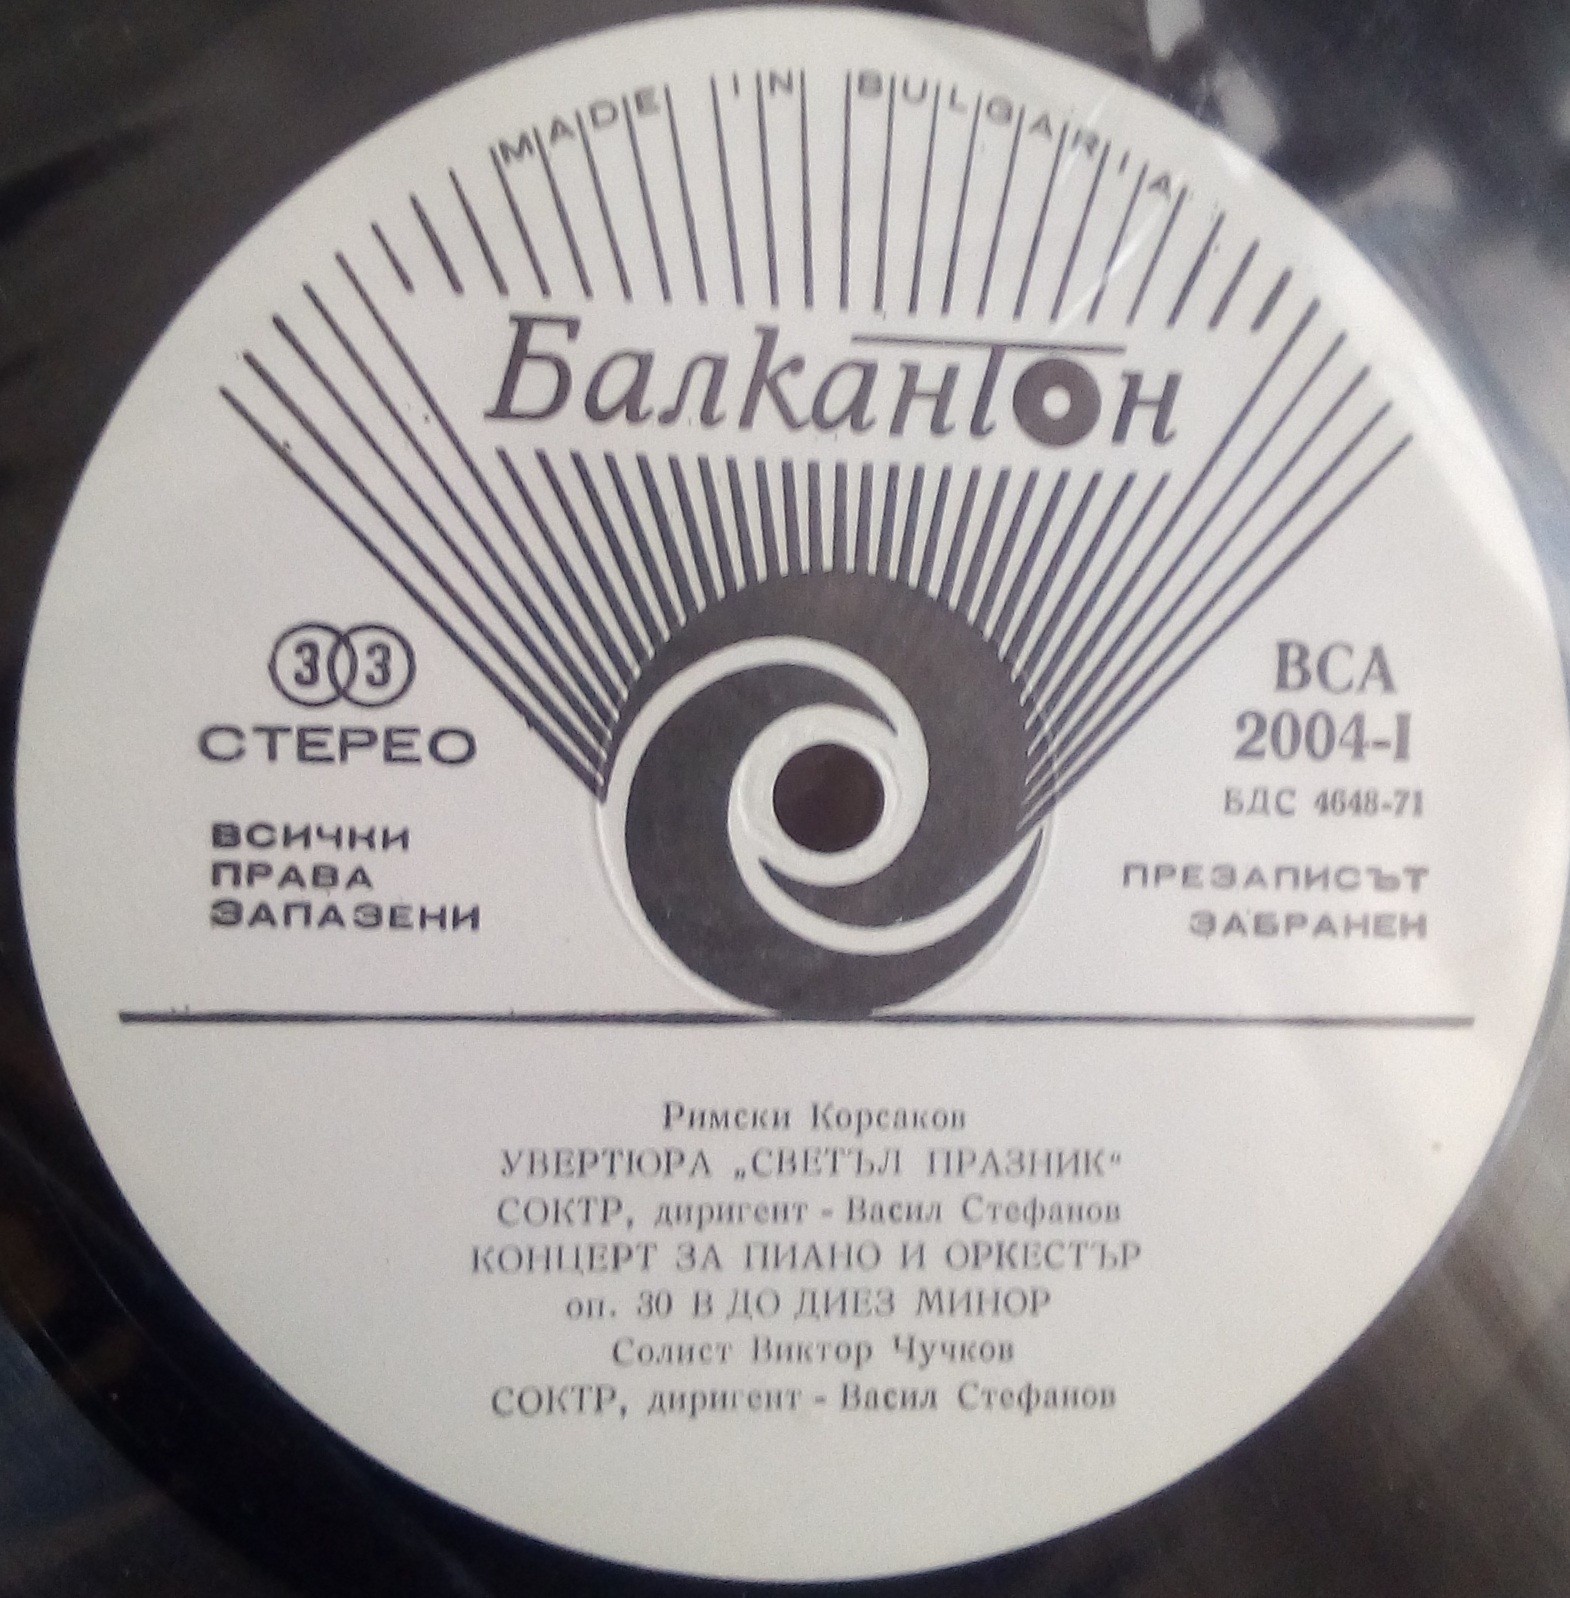 MADE IN BULGARIA
Балкантон
33
СТЕРЕО
ВСИЧКИ
ПРАВА
ЗАПАЗЕНИ
ВСА
2004-I
БДС 4648-71
ПРЕЗАПИСЪТ
ЗАБРАНЕН
Римски Корсаков
УВЕРТЮРА „СВЕТЪЛ ПРАЗНИК“
СОКТР, диригент - Васил Стефанов
КОНЦЕРТ ЗА ПИАНО И ОРКЕСТЪР
оп. 30 В ДО ДИЕЗ МИНОР
Солист Виктор Чучков
СОКТР, диригент - Васил Стефанов